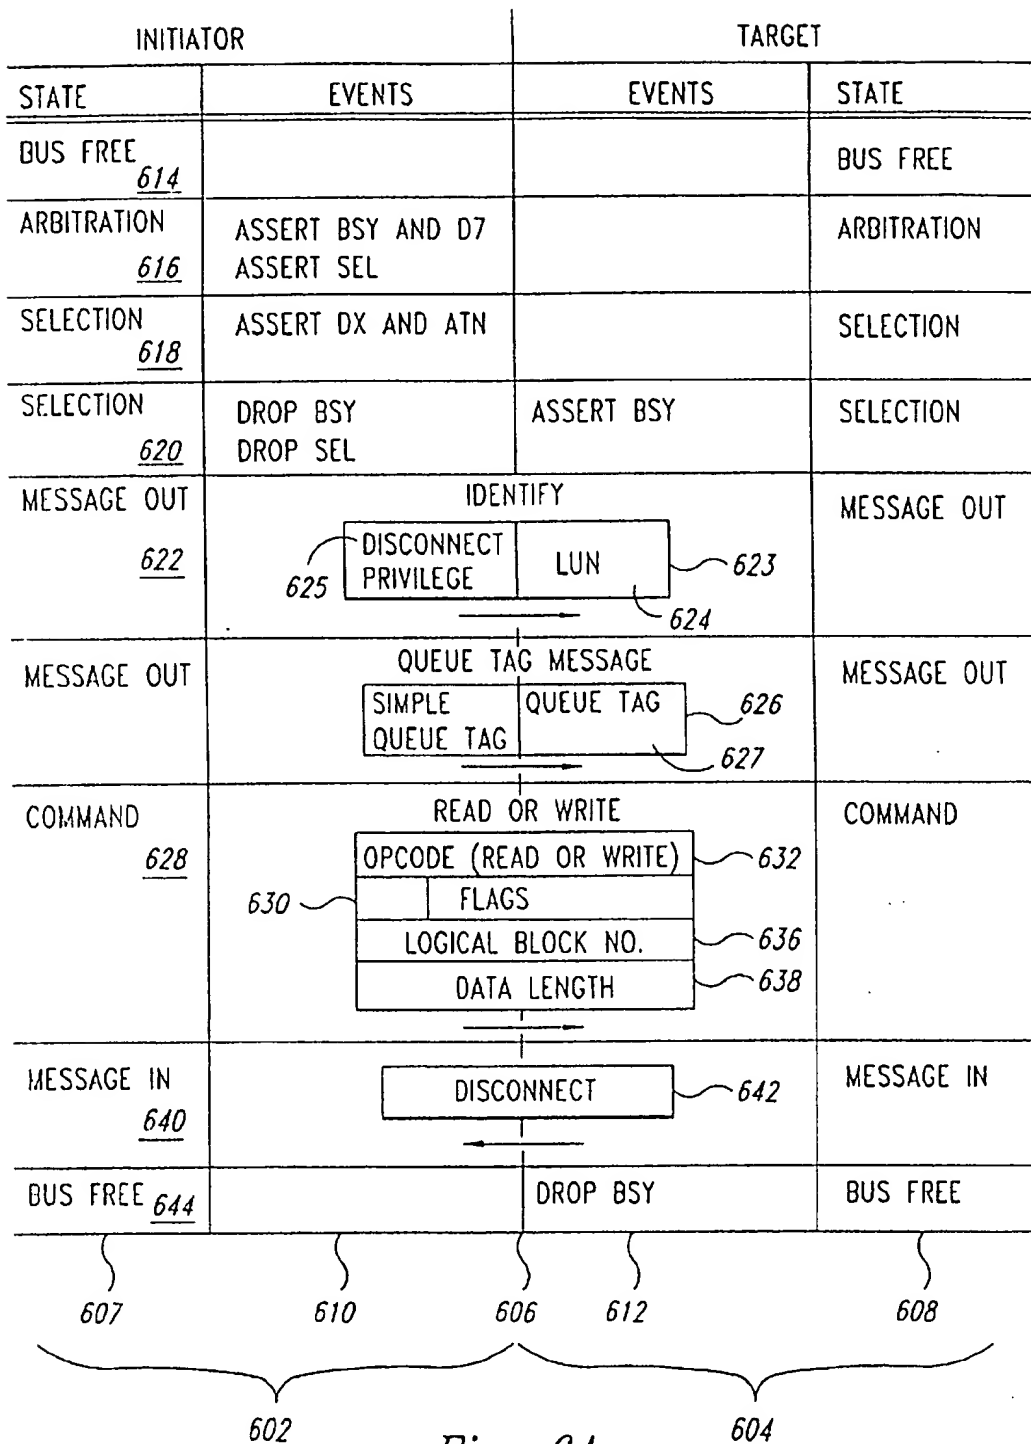 INITIATOR TARGET
STATE EVENTS EVENTS STATE
BUS FREE 614 BUS FREE
ARBITRATION 616 ASSERT BSY AND D7 ARBITRATION
ASSERT SEL
SELECTION 618 ASSERT DX AND ATN SELECTION
SELECTION 620 DROP BSY ASSERT BSY SELECTION
DROP SEL
MESSAGE OUT 622 IDENTIFY MESSAGE OUT
DISCONNECT PRIVILEGE LUN 623
625 624
MESSAGE OUT QUEUE TAG MESSAGE MESSAGE OUT
SIMPLE QUEUE TAG QUEUE TAG 626
627
COMMAND 628 READ OR WRITE COMMAND
OPCODE (READ OR WRITE) 632
630 FLAGS
LOGICAL BLOCK NO. 636
DATA LENGTH 638
MESSAGE IN 640 DISCONNECT 642 MESSAGE IN
BUS FREE 644 DROP BSY BUS FREE
607 610 606 612 608
602 604